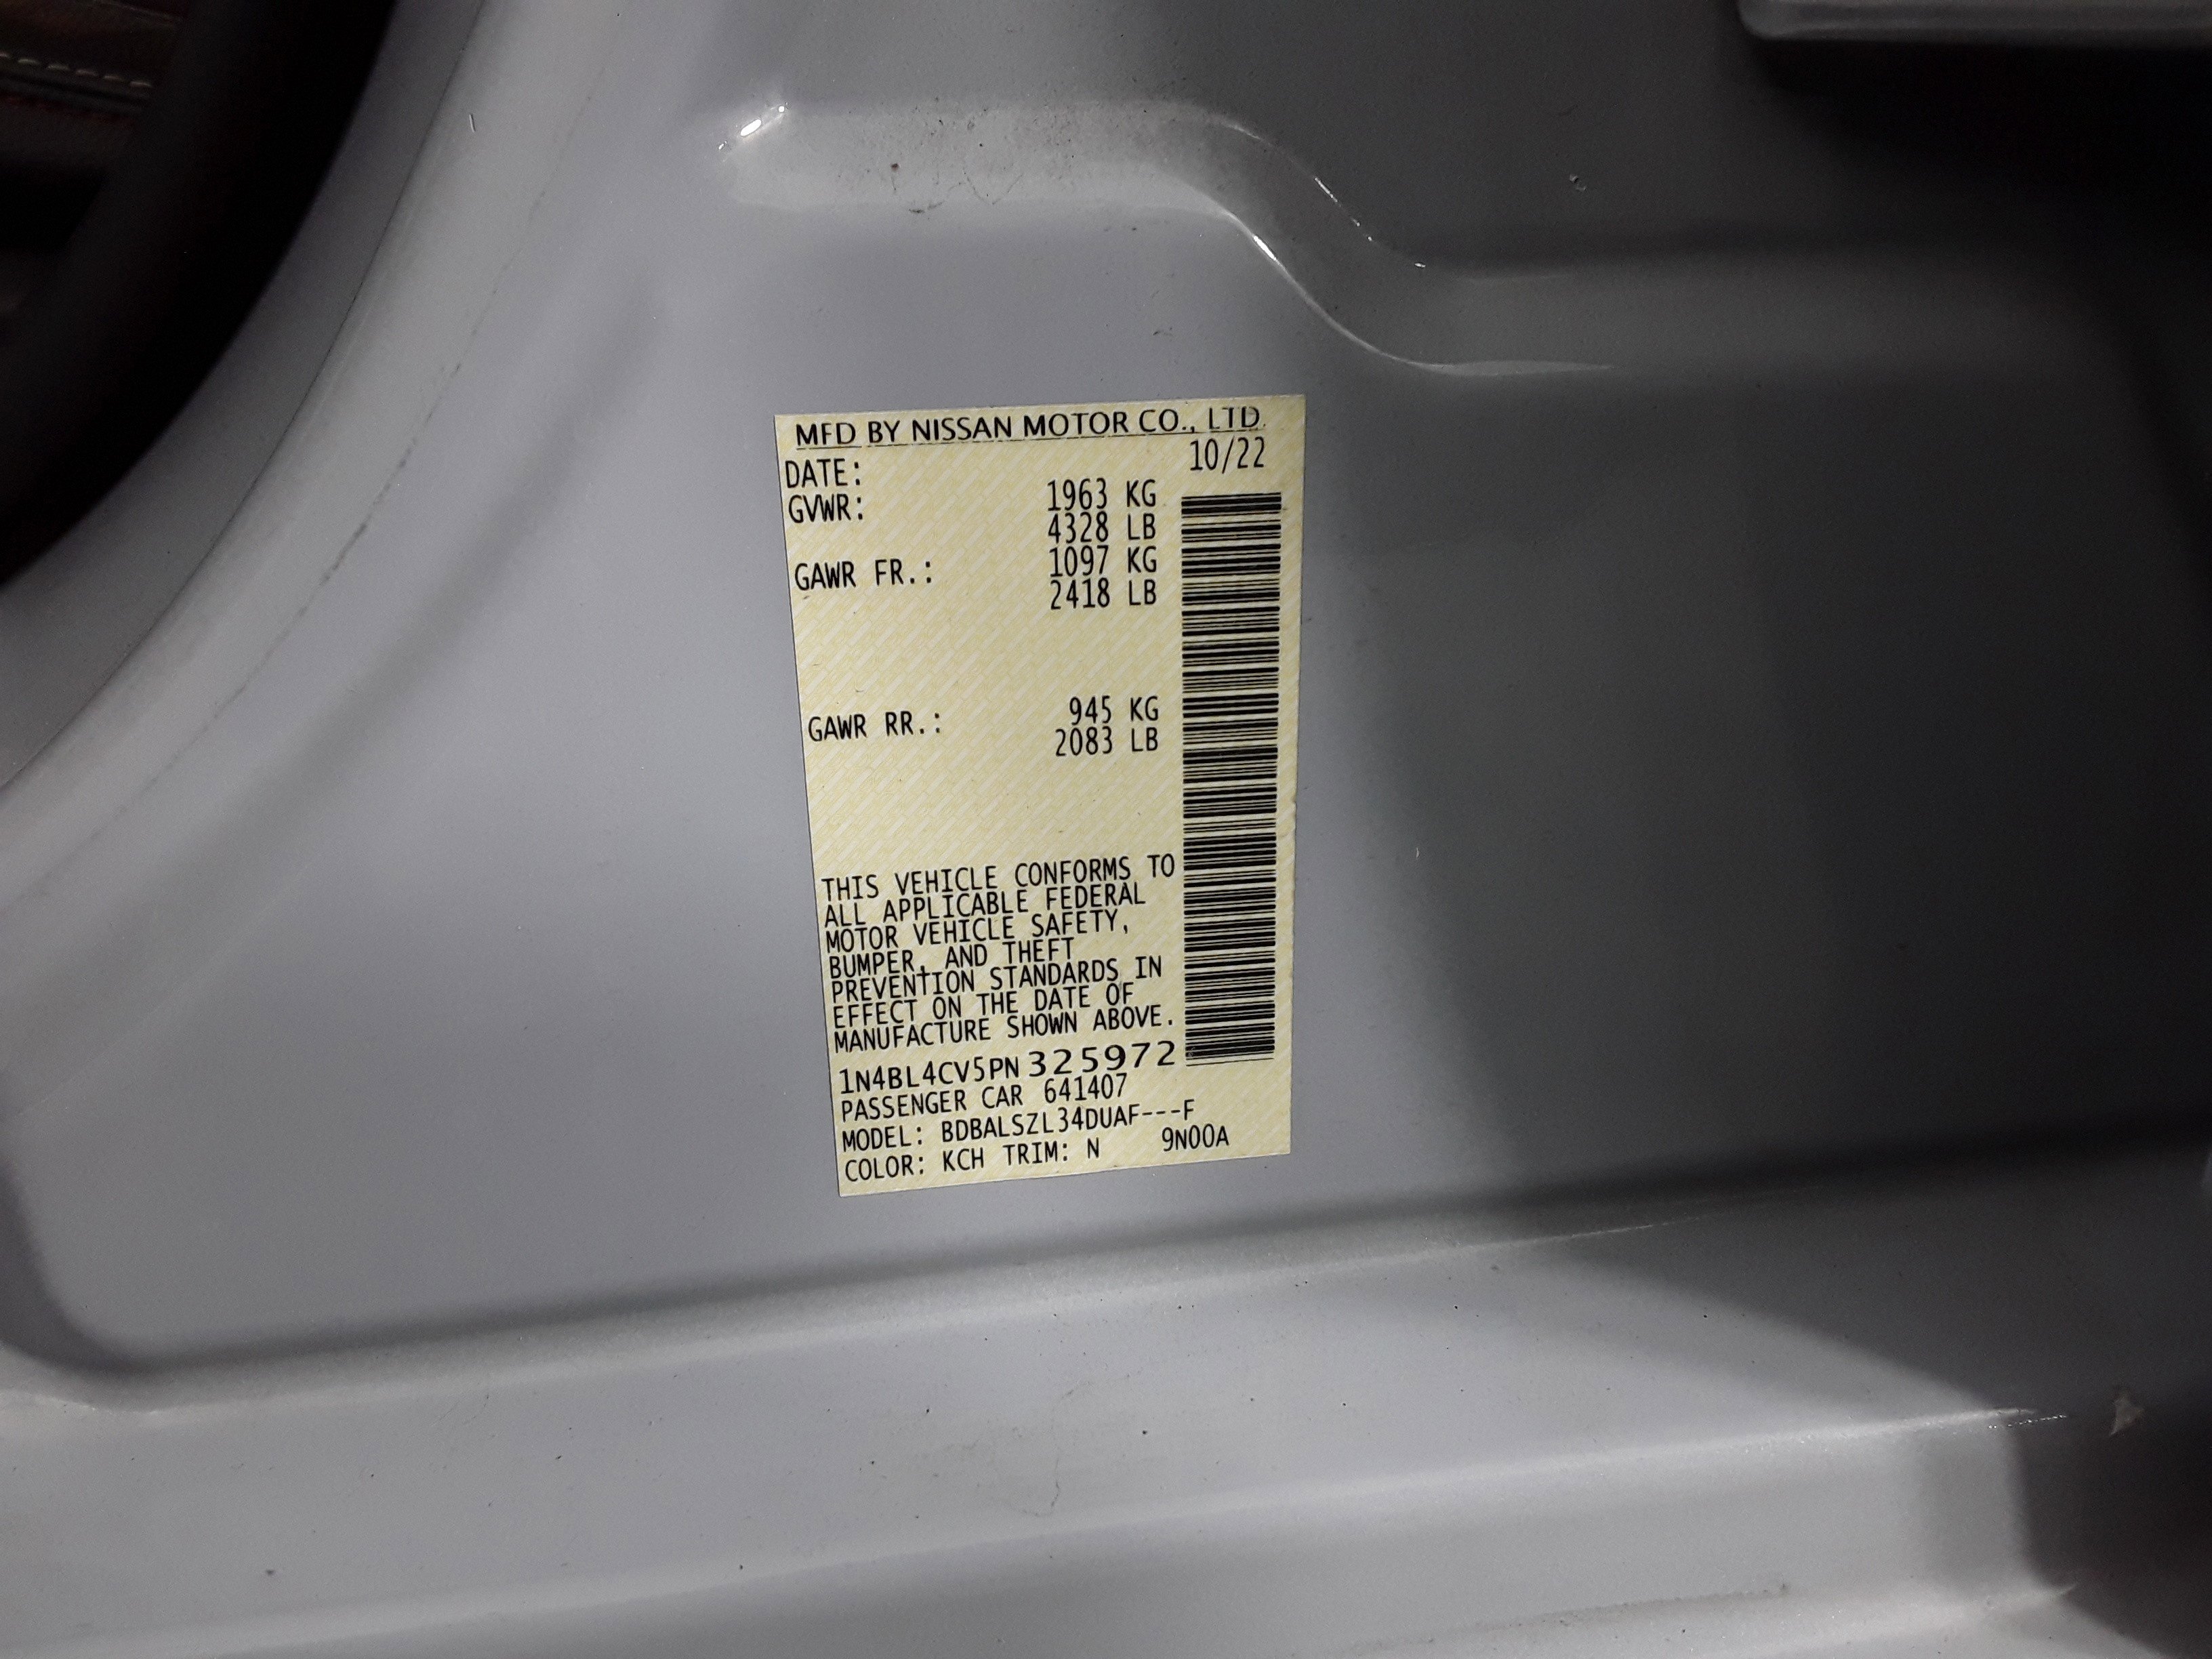 MFD BY NISSAN MOTOR CO., LTD.
DATE: 10/22
GVWR: 1963 KG
4328 LB
GAWR FR.: 1097 KG
2418 LB
GAWR RR.: 945 KG
2083 LB
THIS VEHICLE CONFORMS TO
ALL APPLICABLE FEDERAL
MOTOR VEHICLE SAFETY,
BUMPER, AND THEFT
PREVENTION STANDARDS IN
EFFECT ON THE DATE OF
MANUFACTURE SHOWN ABOVE.
1N4BL4CV5PN325972
PASSENGER CAR 641407
MODEL: BDBALSZL34DUAF---F
COLOR: KCH TRIM: N 9N00A